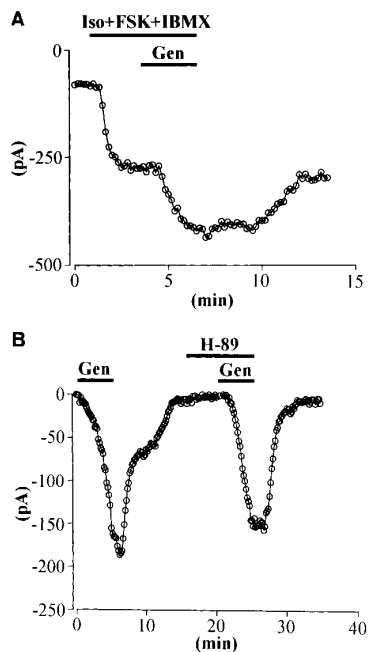 A
Iso+FSK+IBMX
Gen
0
-250
-500
(pA)
0 5 10 15
(min)
B
H-89
Gen Gen
0
-50
-100
-150
-200
-250
(pA)
0 10 20 30 40
(min)